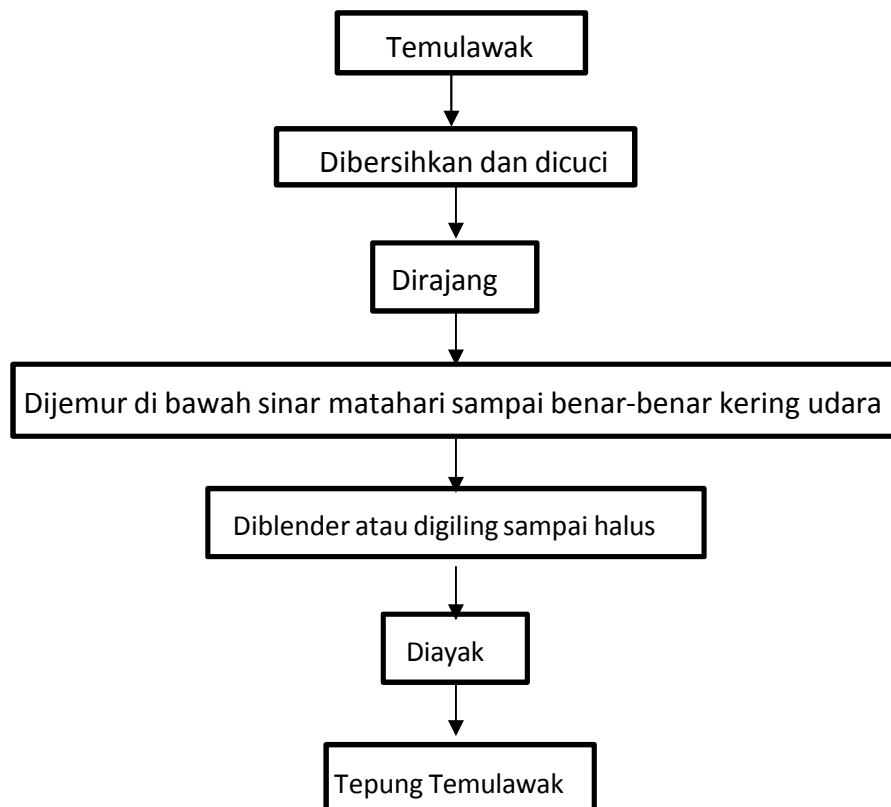 Temulawak
Dibersihkan dan dicuci
Dirajang
Dijemur di bawah sinar matahari sampai benar-benar kering udara
Diblender atau digiling sampai halus
Diayak
Tepung Temulawak